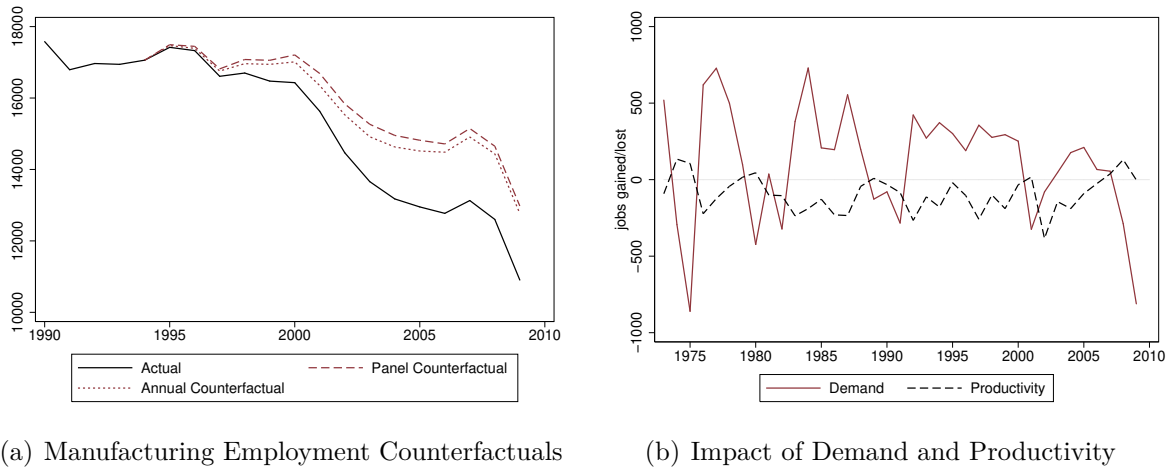 18000
16000
14000
12000
10000
1990
1995
2000
2005
2010
Actual
Panel Counterfactual
Annual Counterfactual
(a) Manufacturing Employment Counterfactuals
1000
500
0
−500
−1000
jobs gained/lost
1975
1980
1985
1990
1995
2000
2005
2010
Demand
Productivity
(b) Impact of Demand and Productivity